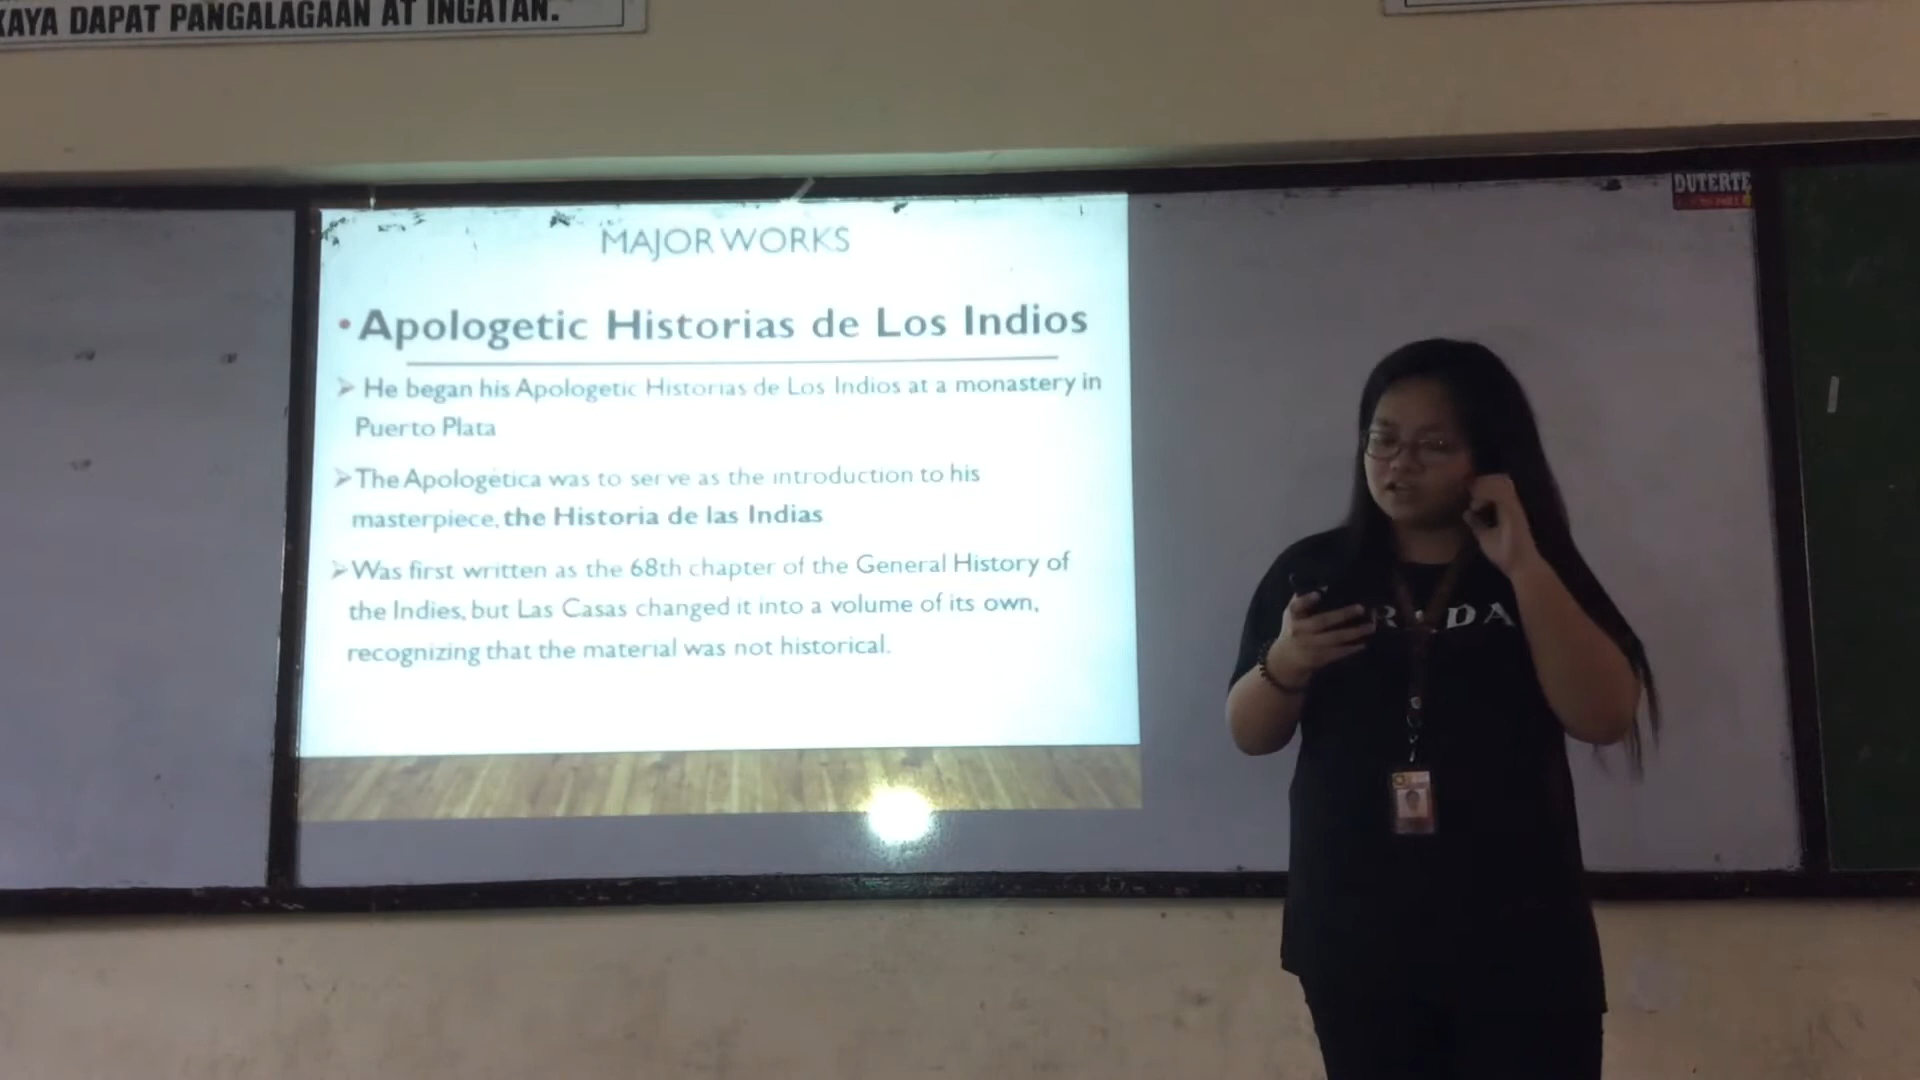 KAYA DAPAT PANGALAGAAN AT INGATAN.
DUTERTE
MAJOR WORKS
• Apologetic Historias de Los Indios
➢ He began his Apologetic Historias de Los Indios at a monastery in
Puerto Plata
➢ The Apologètica was to serve as the introduction to his
masterpiece, the Historia de las Indias
➢ Was first written as the 68th chapter of the General History of
the Indies, but Las Casas changed it into a volume of its own,
recognizing that the material was not historical.